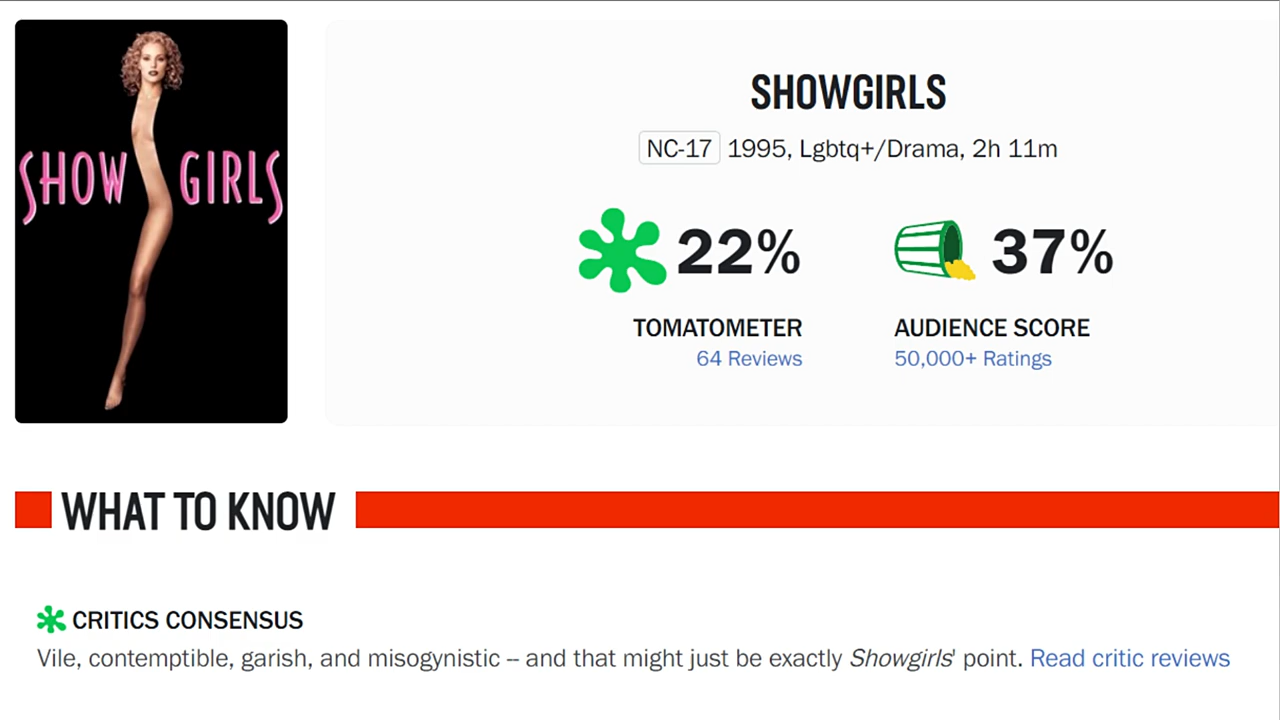 SHOW GIRLS
SHOWGIRLS
NC-17 1995, Lgbtq+/Drama, 2h 11m
22% 37%
TOMATOMETER AUDIENCE SCORE
64 Reviews 50,000+ Ratings
WHAT TO KNOW
CRITICS CONSENSUS
Vile, contemptible, garish, and misogynistic -- and that might just be exactly Showgirls' point. Read critic reviews